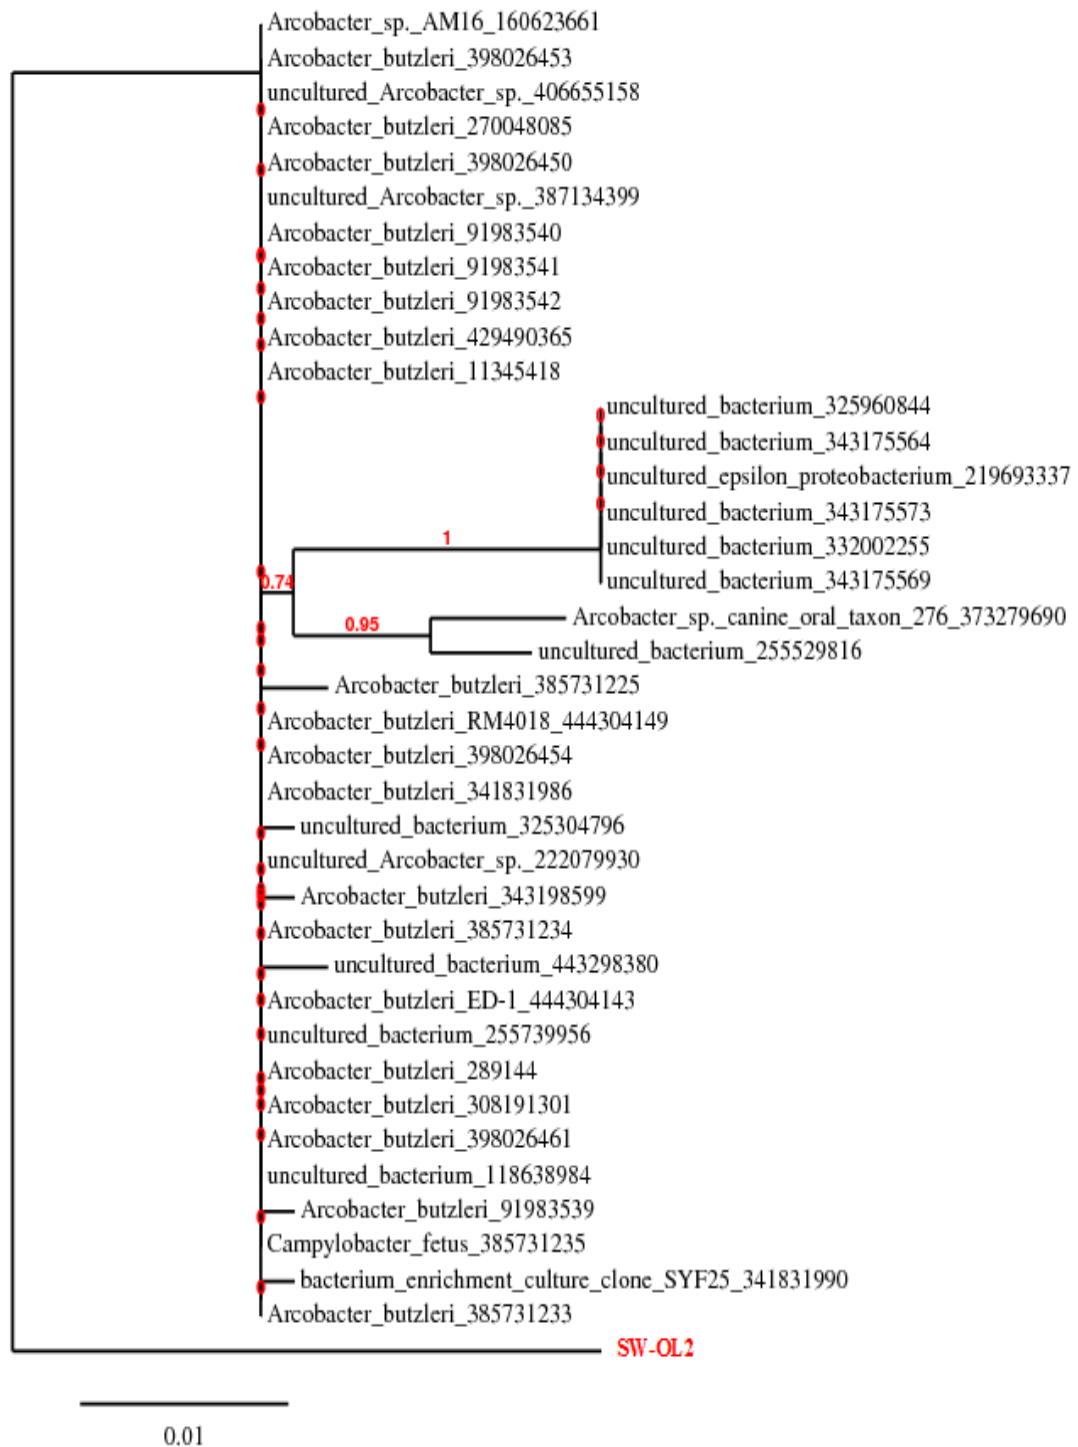 Arcobacter_sp._AM16_160623661
Arcobacter_butzleri_398026453
uncultured_Arcobacter_sp._406655158
Arcobacter_butzleri_270048085
Arcobacter_butzleri_398026450
uncultured_Arcobacter_sp._387134399
Arcobacter_butzleri_91983540
Arcobacter_butzleri_91983541
Arcobacter_butzleri_91983542
Arcobacter_butzleri_429490365
Arcobacter_butzleri_11345418
uncultured_bacterium_325960844
uncultured_bacterium_343175564
uncultured_epsilon_proteobacterium_219693337
uncultured_bacterium_343175573
1
uncultured_bacterium_332002255
uncultured_bacterium_343175569
0.74
Arcobacter_sp._canine_oral_taxon_276_373279690
0.95
uncultured_bacterium_255529816
Arcobacter_butzleri_385731225
Arcobacter_butzleri_RM4018_444304149
Arcobacter_butzleri_398026454
Arcobacter_butzleri_341831986
uncultured_bacterium_325304796
uncultured_Arcobacter_sp._222079930
Arcobacter_butzleri_343198599
Arcobacter_butzleri_385731234
uncultured_bacterium_443298380
Arcobacter_butzleri_ED-1_444304143
uncultured_bacterium_255739956
Arcobacter_butzleri_289144
Arcobacter_butzleri_308191301
Arcobacter_butzleri_398026461
uncultured_bacterium_118638984
Arcobacter_butzleri_91983539
Campylobacter_fetus_385731235
bacterium_enrichment_culture_clone_SYF25_341831990
Arcobacter_butzleri_385731233
SW-OL2
0.01